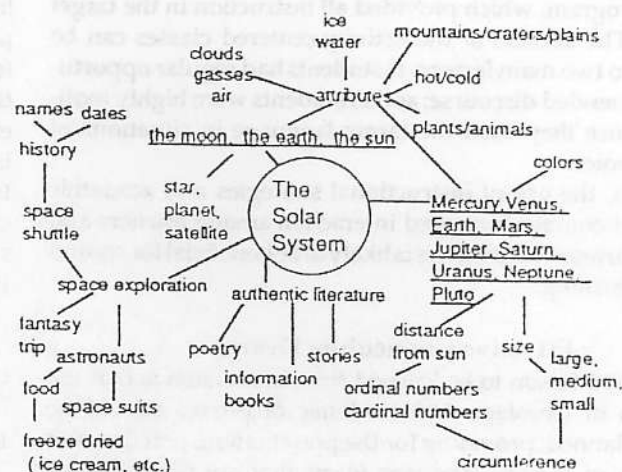 ice
water
mountains/craters/plains
clouds
gasses
air
attributes
hot/cold
plants/animals
names dates
history
space
shuttle
the moon, the earth, the sun
star,
planet,
satellite
The
Solar
System
colors
Mercury, Venus,
Earth, Mars,
Jupiter, Saturn,
Uranus, Neptune,
Pluto
space exploration
authentic literature
fantasy
trip
astronauts
food
space suits
freeze dried
( ice cream, etc.)
poetry
information
books
stories
distance
from sun
ordinal numbers
cardinal numbers
size
large,
medium,
small
circumference